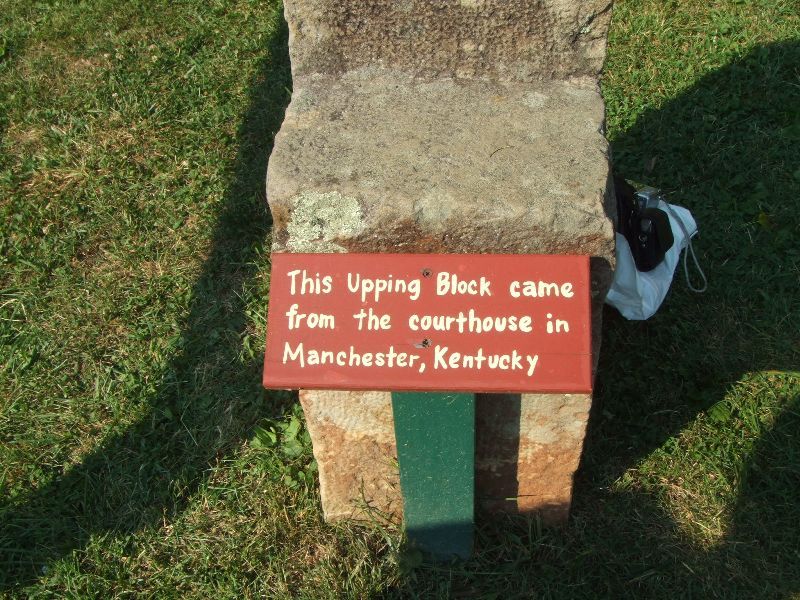 This Upping Block came
from the courthouse in
Manchester, Kentucky